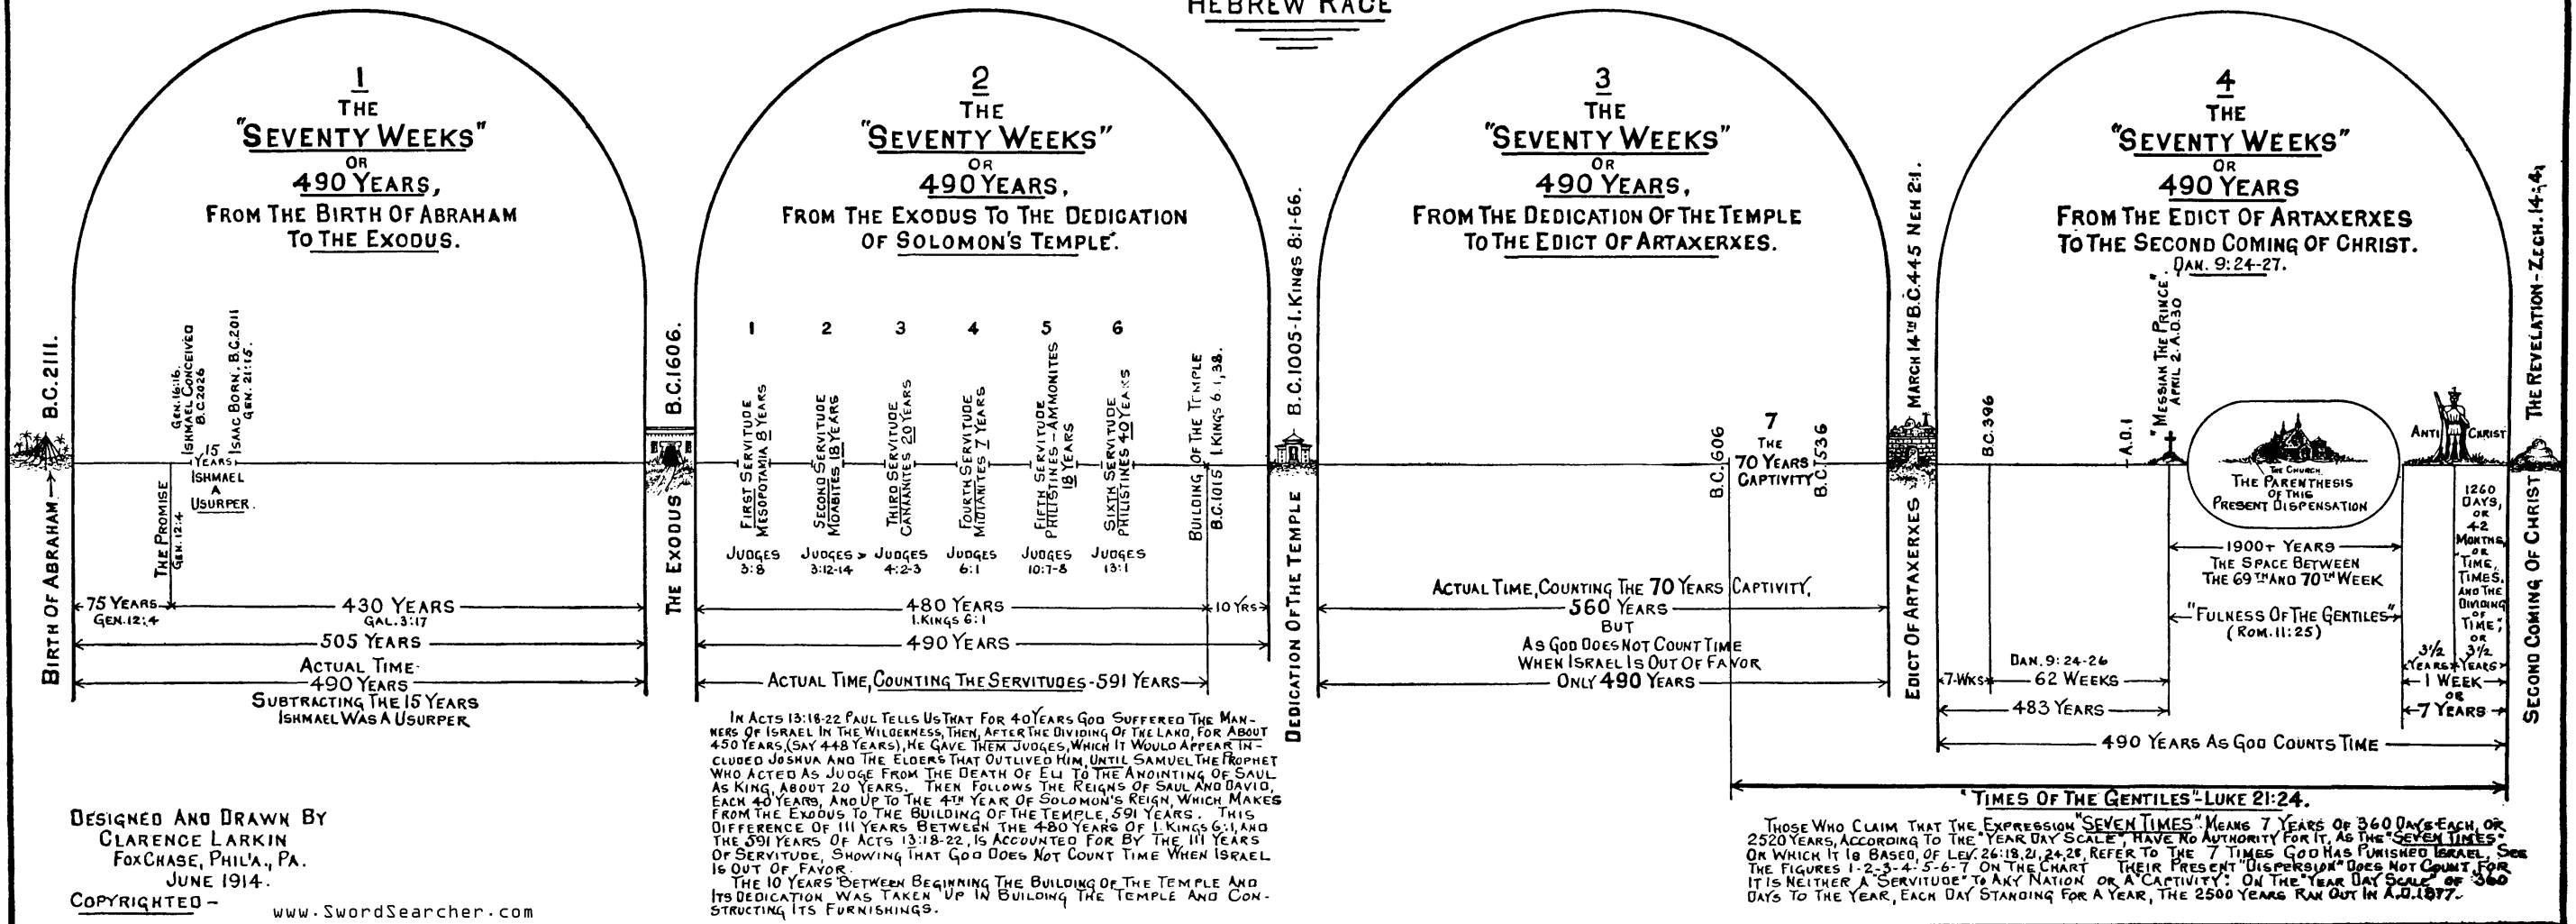 HEBREW RACE
1
THE
"SEVENTY WEEKS"
OR
490 YEARS,
FROM THE BIRTH OF ABRAHAM
TO THE EXODUS.
BIRTH OF ABRAHAM → B.C. 2111.
THE PROMISE
GEN. 12:4
GEN. 16:16.
ISHMAEL CONCEIVED
B.C. 2026
ISAAC BORN, B.C. 2011
GEN. 21:15.
15
YEARS
ISHMAEL
A
USURPER.
75 YEARS
GEN. 12:4
430 YEARS
GAL. 3:17
505 YEARS
ACTUAL TIME
490 YEARS
SUBTRACTING THE 15 YEARS
ISHMAEL WAS A USURPER
THE EXODUS B.C. 1606.
2
THE
"SEVENTY WEEKS"
OR
490 YEARS,
FROM THE EXODUS TO THE DEDICATION
OF SOLOMON'S TEMPLE.
1
FIRST SERVITUDE
MESOPOTAMIA 8 YEARS
JUDGES
3:8
2
SECOND SERVITUDE
MOABITES 18 YEARS
JUDGES
3:12-14
3
THIRD SERVITUDE
CANANITES 20 YEARS
JUDGES
4:2-3
4
FOURTH SERVITUDE
MIDIANITES 7 YEARS
JUDGES
6:1
5
FIFTH SERVITUDE
PHILISTINES-AMMONITES
18 YEARS
JUDGES
10:7-8
6
SIXTH SERVITUDE
PHILISTINES 40 YEARS
JUDGES
13:1
BUILDING OF THE TEMPLE
B.C. 1015 I. KINGS 6:1, 38.
480 YEARS
I. KINGS 6:1
10 YRS
490 YEARS
ACTUAL TIME, COUNTING THE SERVITUDES - 591 YEARS
IN ACTS 13:18-22 PAUL TELLS US THAT FOR 40 YEARS GOD SUFFERED THE MAN-
NERS OF ISRAEL IN THE WILDERNESS, THEN, AFTER THE DIVIDING OF THE LAND, FOR ABOUT
450 YEARS, (SAY 448 YEARS), HE GAVE THEM JUDGES, WHICH IT WOULD APPEAR IN-
CLUDED JOSHUA AND THE ELDERS THAT OUTLIVED HIM, UNTIL SAMUEL THE PROPHET
WHO ACTED AS JUDGE FROM THE DEATH OF ELI TO THE ANOINTING OF SAUL
AS KING, ABOUT 20 YEARS. THEN FOLLOWS THE REIGNS OF SAUL AND DAVID,
EACH 40 YEARS, AND UP TO THE 4TH YEAR OF SOLOMON'S REIGN, WHICH MAKES
FROM THE EXODUS TO THE BUILDING OF THE TEMPLE, 591 YEARS. THIS
DIFFERENCE OF 111 YEARS BETWEEN THE 480 YEARS OF I. KINGS 6:1, AND
THE 591 YEARS OF ACTS 13:18-22, IS ACCOUNTED FOR BY THE 111 YEARS
OF SERVITUDE, SHOWING THAT GOD DOES NOT COUNT TIME WHEN ISRAEL
IS OUT OF FAVOR.
THE 10 YEARS BETWEEN BEGINNING THE BUILDING OF THE TEMPLE AND
ITS DEDICATION WAS TAKEN UP IN BUILDING THE TEMPLE AND CON-
STRUCTING ITS FURNISHINGS.
DEDICATION OF THE TEMPLE B.C. 1005-I. KINGS 8:1-66.
3
THE
"SEVENTY WEEKS"
OR
490 YEARS,
FROM THE DEDICATION OF THE TEMPLE
TO THE EDICT OF ARTAXERXES.
B.C. 606
7
THE
70 YEARS
CAPTIVITY
B.C. 536
ACTUAL TIME, COUNTING THE 70 YEARS CAPTIVITY,
560 YEARS
BUT
AS GOD DOES NOT COUNT TIME
WHEN ISRAEL IS OUT OF FAVOR
ONLY 490 YEARS
EDICT OF ARTAXERXES MARCH 14TH B.C. 445 NEH 2:1.
4
THE
"SEVENTY WEEKS"
OR
490 YEARS
FROM THE EDICT OF ARTAXERXES
TO THE SECOND COMING OF CHRIST.
DAN. 9:24-27.
B.C. 396
A.D. 1
"MESSIAH THE PRINCE".
APRIL 2. A.D. 30
THE CHURCH
THE PARENTHESIS
OF THIS
PRESENT DISPENSATION
ANTI CHRIST
1900+ YEARS
THE SPACE BETWEEN
THE 69TH AND 70TH WEEK
"FULNESS OF THE GENTILES"
(ROM. 11:25)
1260
DAYS,
OR
42
MONTHS,
OR
"TIME,
TIMES,
AND THE
DIVIDING
OF
TIME";
OR
3½
YEARS
3½
YEARS
1 WEEK
OR
7 YEARS
7 WKS
DAN. 9:24-26
62 WEEKS
483 YEARS
490 YEARS AS GOD COUNTS TIME
"TIMES OF THE GENTILES"-LUKE 21:24.
THOSE WHO CLAIM THAT THE EXPRESSION "SEVEN TIMES" MEANS 7 YEARS OF 360 DAYS EACH, OR
2520 YEARS, ACCORDING TO THE "YEAR DAY SCALE", HAVE NO AUTHORITY FOR IT, AS THE "SEVEN TIMES"
ON WHICH IT IS BASED, OF LEV. 26:18, 21, 24, 28, REFER TO THE 7 TIMES GOD HAS PUNISHED ISRAEL, SEE
THE FIGURES 1-2-3-4-5-6-7 ON THE CHART THEIR PRESENT "DISPERSION" DOES NOT COUNT FOR
IT IS NEITHER A "SERVITUDE" TO ANY NATION OR A "CAPTIVITY". ON THE "YEAR DAY SCALE" OF 360
DAYS TO THE YEAR, EACH DAY STANDING FOR A YEAR, THE 2500 YEARS RAN OUT IN A.D. 1877.
SECOND COMING OF CHRIST THE REVELATION - ZECH. 14:4,
DESIGNED AND DRAWN BY
CLARENCE LARKIN
FOX CHASE, PHIL'A., PA.
JUNE 1914.
COPYRIGHTED -
www.SwordSearcher.com